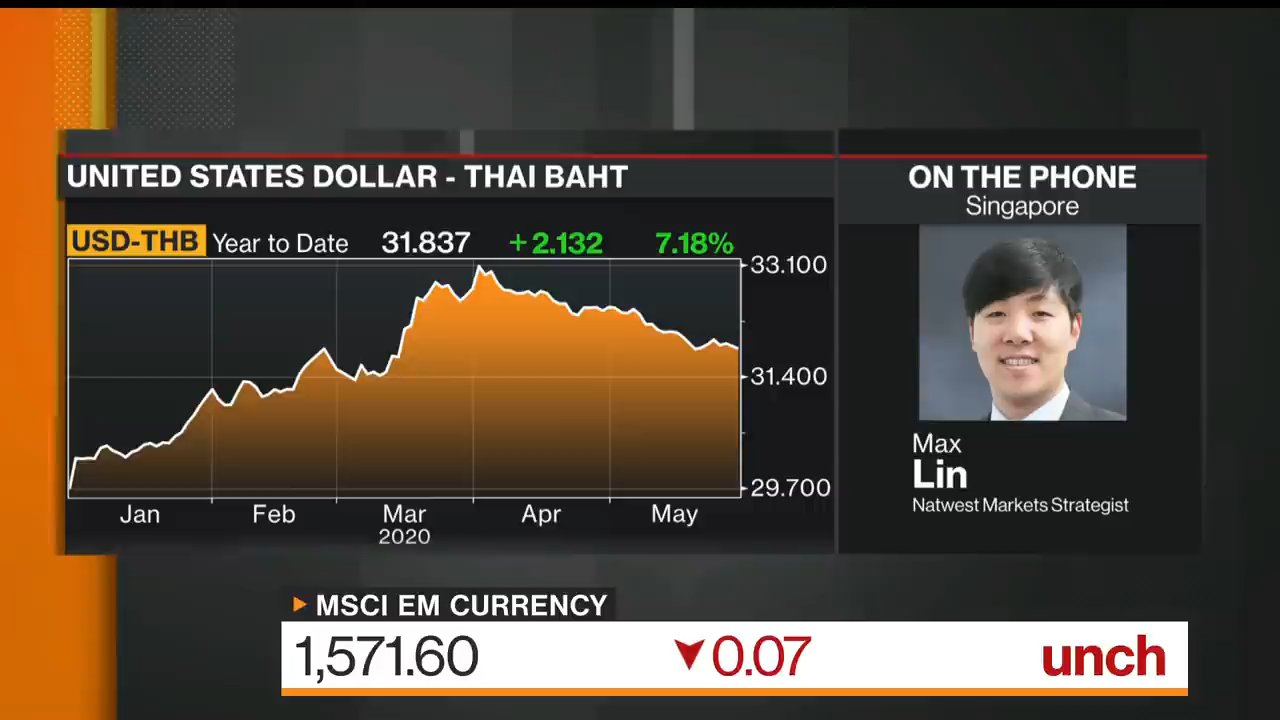 UNITED STATES DOLLAR - THAI BAHT
USD-THB Year to Date 31.837 +2.132 7.18%
33.100
31.400
29.700
Jan Feb Mar Apr May
2020
ON THE PHONE
Singapore
Max
Lin
Natwest Markets Strategist
MSCI EM CURRENCY
1,571.60 0.07 unch